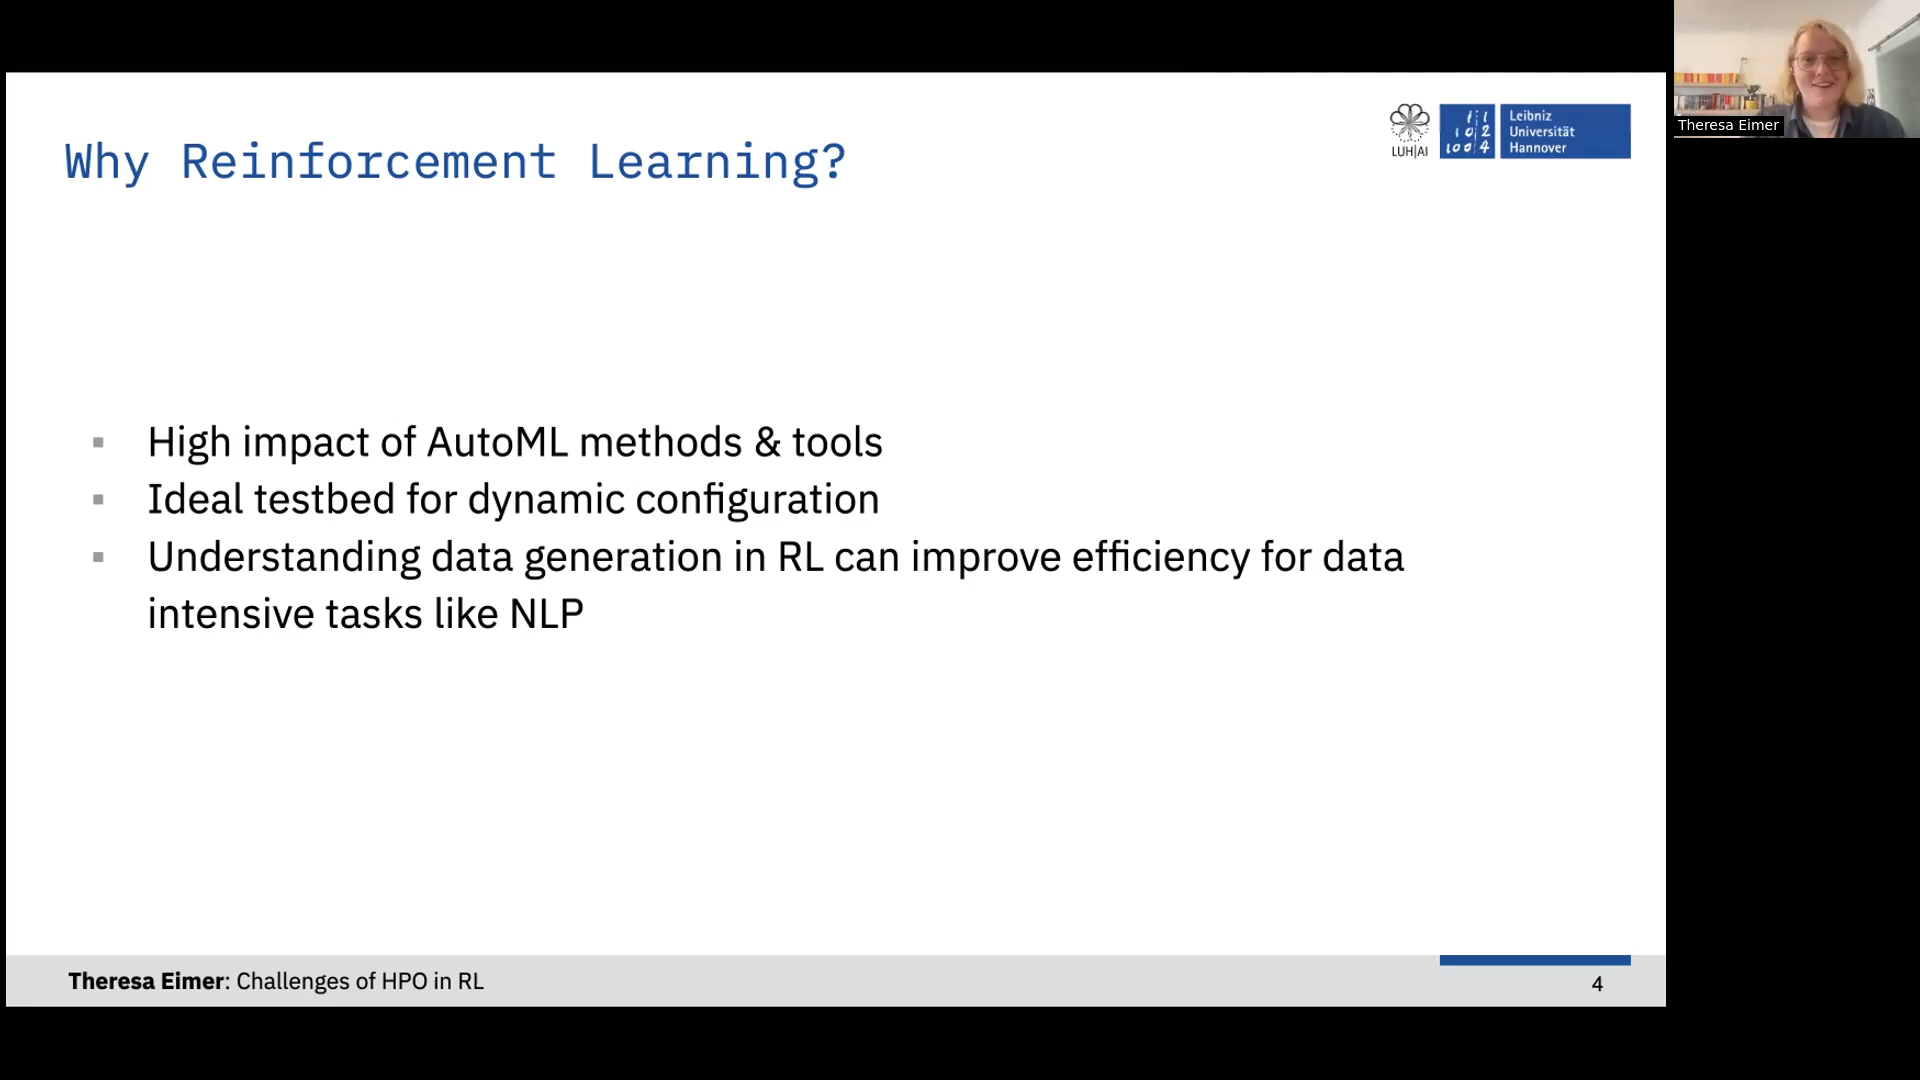 Why Reinforcement Learning?
LUH|AI
Leibniz
Universität
Hannover
Theresa Eimer
High impact of AutoML methods & tools
Ideal testbed for dynamic configuration
Understanding data generation in RL can improve efficiency for data
intensive tasks like NLP
Theresa Eimer: Challenges of HPO in RL
4